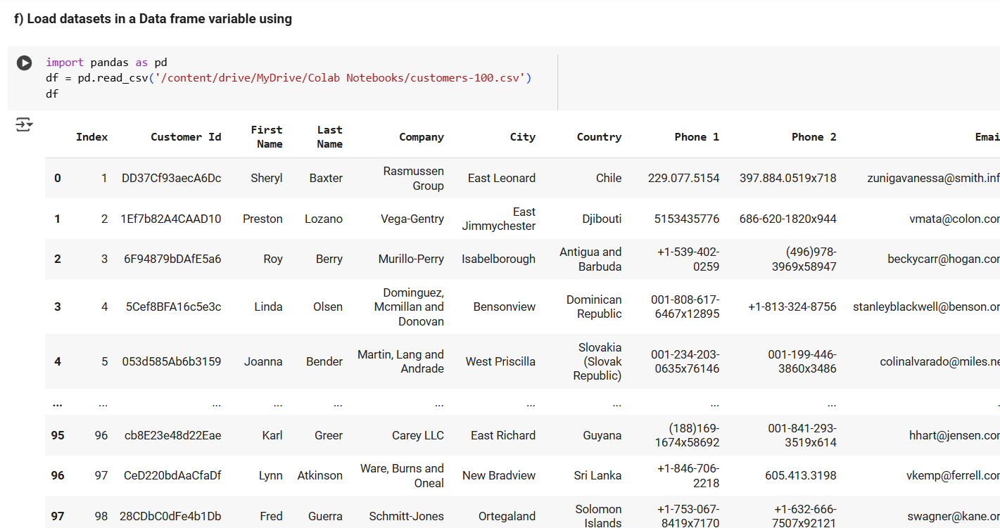 f) Load datasets in a Data frame variable using
import pandas as pd
df = pd.read_csv('/content/drive/MyDrive/Colab Notebooks/customers-100.csv')
df
Index Customer Id First Name Last Name Company City Country Phone 1 Phone 2 Emai
0 1 DD37Cf93aecA6Dc Sheryl Baxter Rasmussen Group East Leonard Chile 229.077.5154 397.884.0519x718 zunigavanessa@smith.inf
1 2 1Ef7b82A4CAAD10 Preston Lozano Vega-Gentry East Jimmychester Djibouti 5153435776 686-620-1820x944 vmata@colon.cor
2 3 6F94879bDAfE5a6 Roy Berry Murillo-Perry Isabelborough Antigua and Barbuda +1-539-402-0259 (496)978-3969x58947 beckycarr@hogan.cor
3 4 5Cef8BFA16c5e3c Linda Olsen Dominguez, Mcmillan and Donovan Bensonview Dominican Republic 001-808-617-6467x12895 +1-813-324-8756 stanleyblackwell@benson.or
4 5 053d585Ab6b3159 Joanna Bender Martin, Lang and Andrade West Priscilla Slovakia (Slovak Republic) 001-234-203-0635x76146 001-199-446-3860x3486 colinalvarado@miles.ne
... ... ... ... ... ... ... ... ... ... .
95 96 cb8E23e48d22Eae Karl Greer Carey LLC East Richard Guyana (188)169-1674x58692 001-841-293-3519x614 hhart@jensen.cor
96 97 CeD220bdAaCfaDf Lynn Atkinson Ware, Burns and Oneal New Bradview Sri Lanka +1-846-706-2218 605.413.3198 vkemp@ferrell.cor
97 98 28CDbC0dFe4b1Db Fred Guerra Schmitt-Jones Ortegaland Solomon Islands +1-753-067-8419x7170 +1-632-666-7507x92121 swagner@kane.or